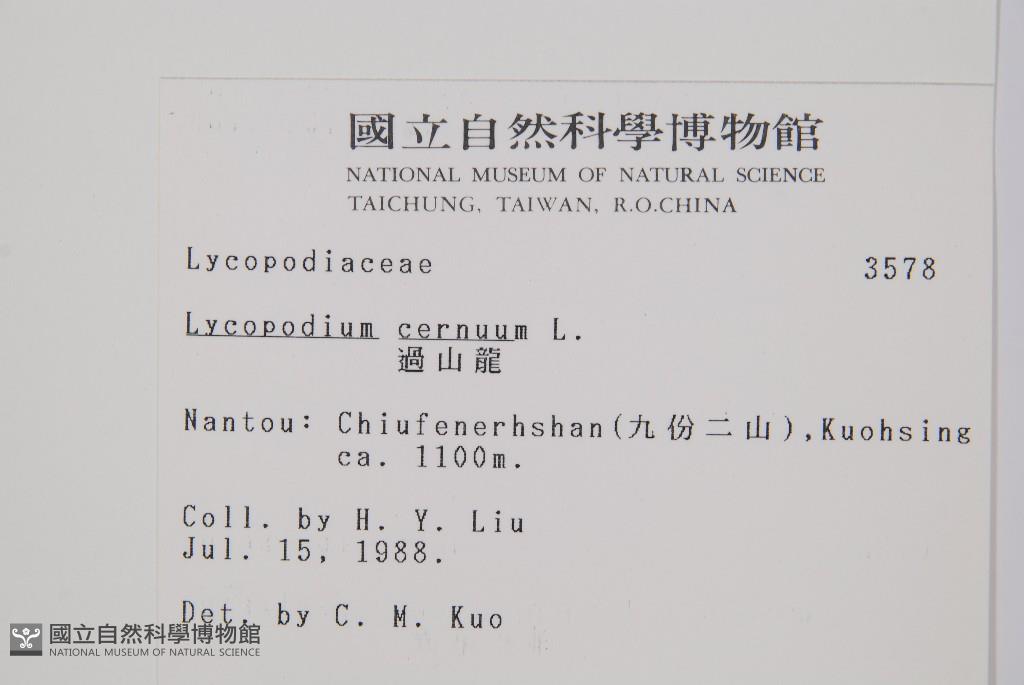 國立自然科學博物館
NATIONAL MUSEUM OF NATURAL SCIENCE
TAICHUNG, TAIWAN, R.O.CHINA
Lycopodiaceae 3578
Lycopodium cernuum L.
過山龍
Nantou: Chiufenerhshan(九份二山),Kuohsing
ca. 1100m.
Coll. by H. Y. Liu
Jul. 15, 1988.
Det. by C. M. Kuo
國立自然科學博物館
NATIONAL MUSEUM OF NATURAL SCIENCE